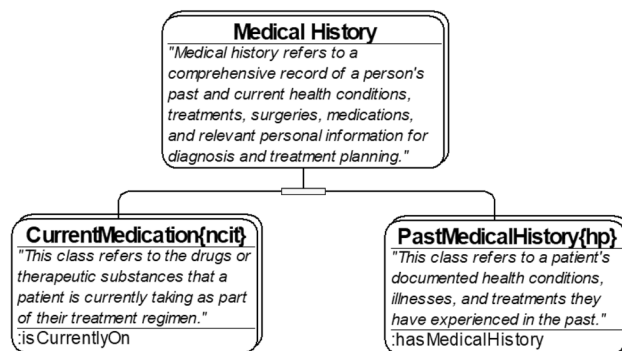 Medical History
"Medical history refers to a
comprehensive record of a person's
past and current health conditions,
treatments, surgeries, medications,
and relevant personal information for
diagnosis and treatment planning."
CurrentMedication{ncit}
"This class refers to the drugs or
therapeutic substances that a
patient is currently taking as part
of their treatment regimen."
:isCurrentlyOn
PastMedicalHistory{hp}
"This class refers to a patient's
documented health conditions,
illnesses, and treatments they
have experienced in the past."
:hasMedicalHistory